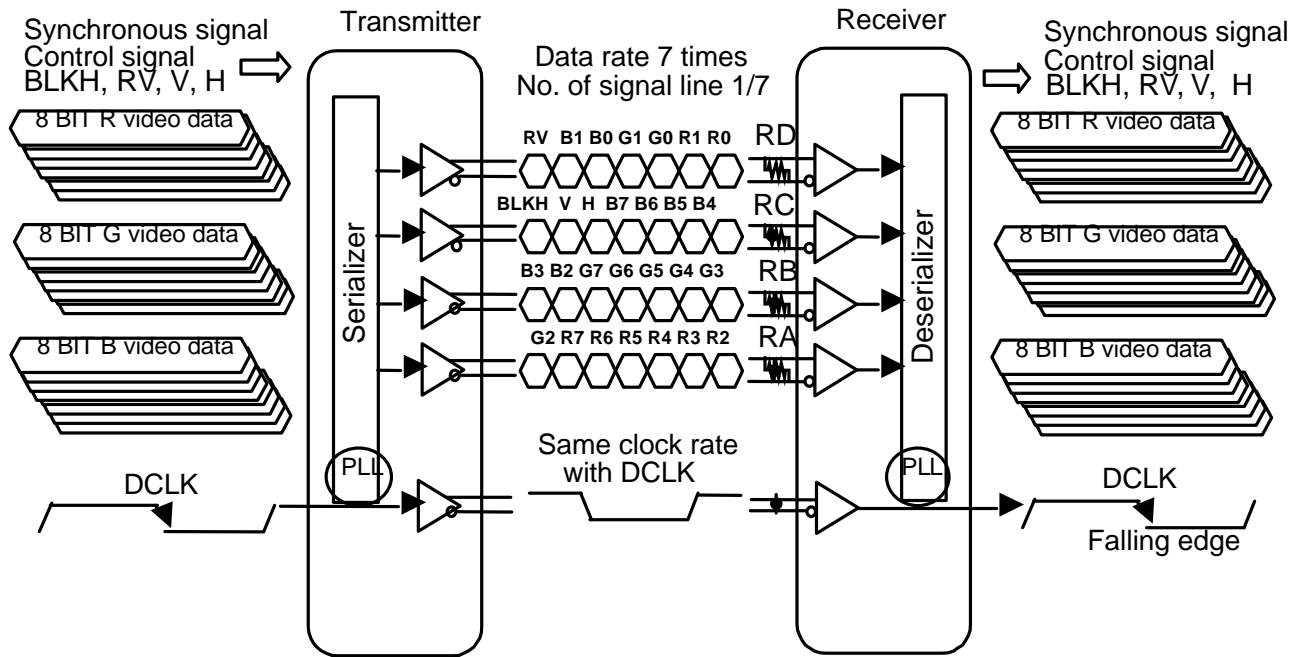 Transmitter
Receiver
Synchronous signal
Control signal
BLKH, RV, V, H
Data rate 7 times
No. of signal line 1/7
Synchronous signal
Control signal
BLKH, RV, V, H
8 BIT R video data
8 BIT G video data
8 BIT B video data
DCLK
Serializer
PLL
RV B1 B0 G1 G0 R1 R0
RD
BLKH V H B7 B6 B5 B4
RC
B3 B2 G7 G6 G5 G4 G3
RB
G2 R7 R6 R5 R4 R3 R2
RA
Same clock rate
with DCLK
Deserializer
PLL
8 BIT R video data
8 BIT G video data
8 BIT B video data
DCLK
Falling edge